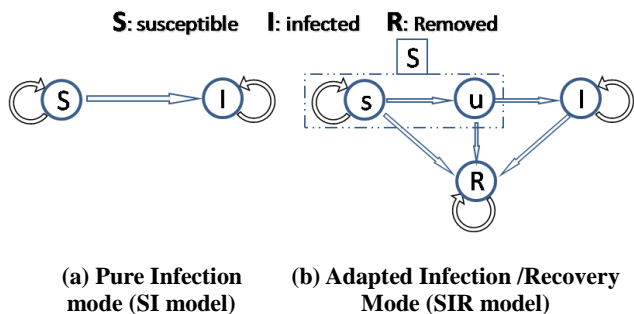 S: susceptible I: infected R: Removed
S
S I
s u I
R
(a) Pure Infection
mode (SI model)
(b) Adapted Infection /Recovery
Mode (SIR model)